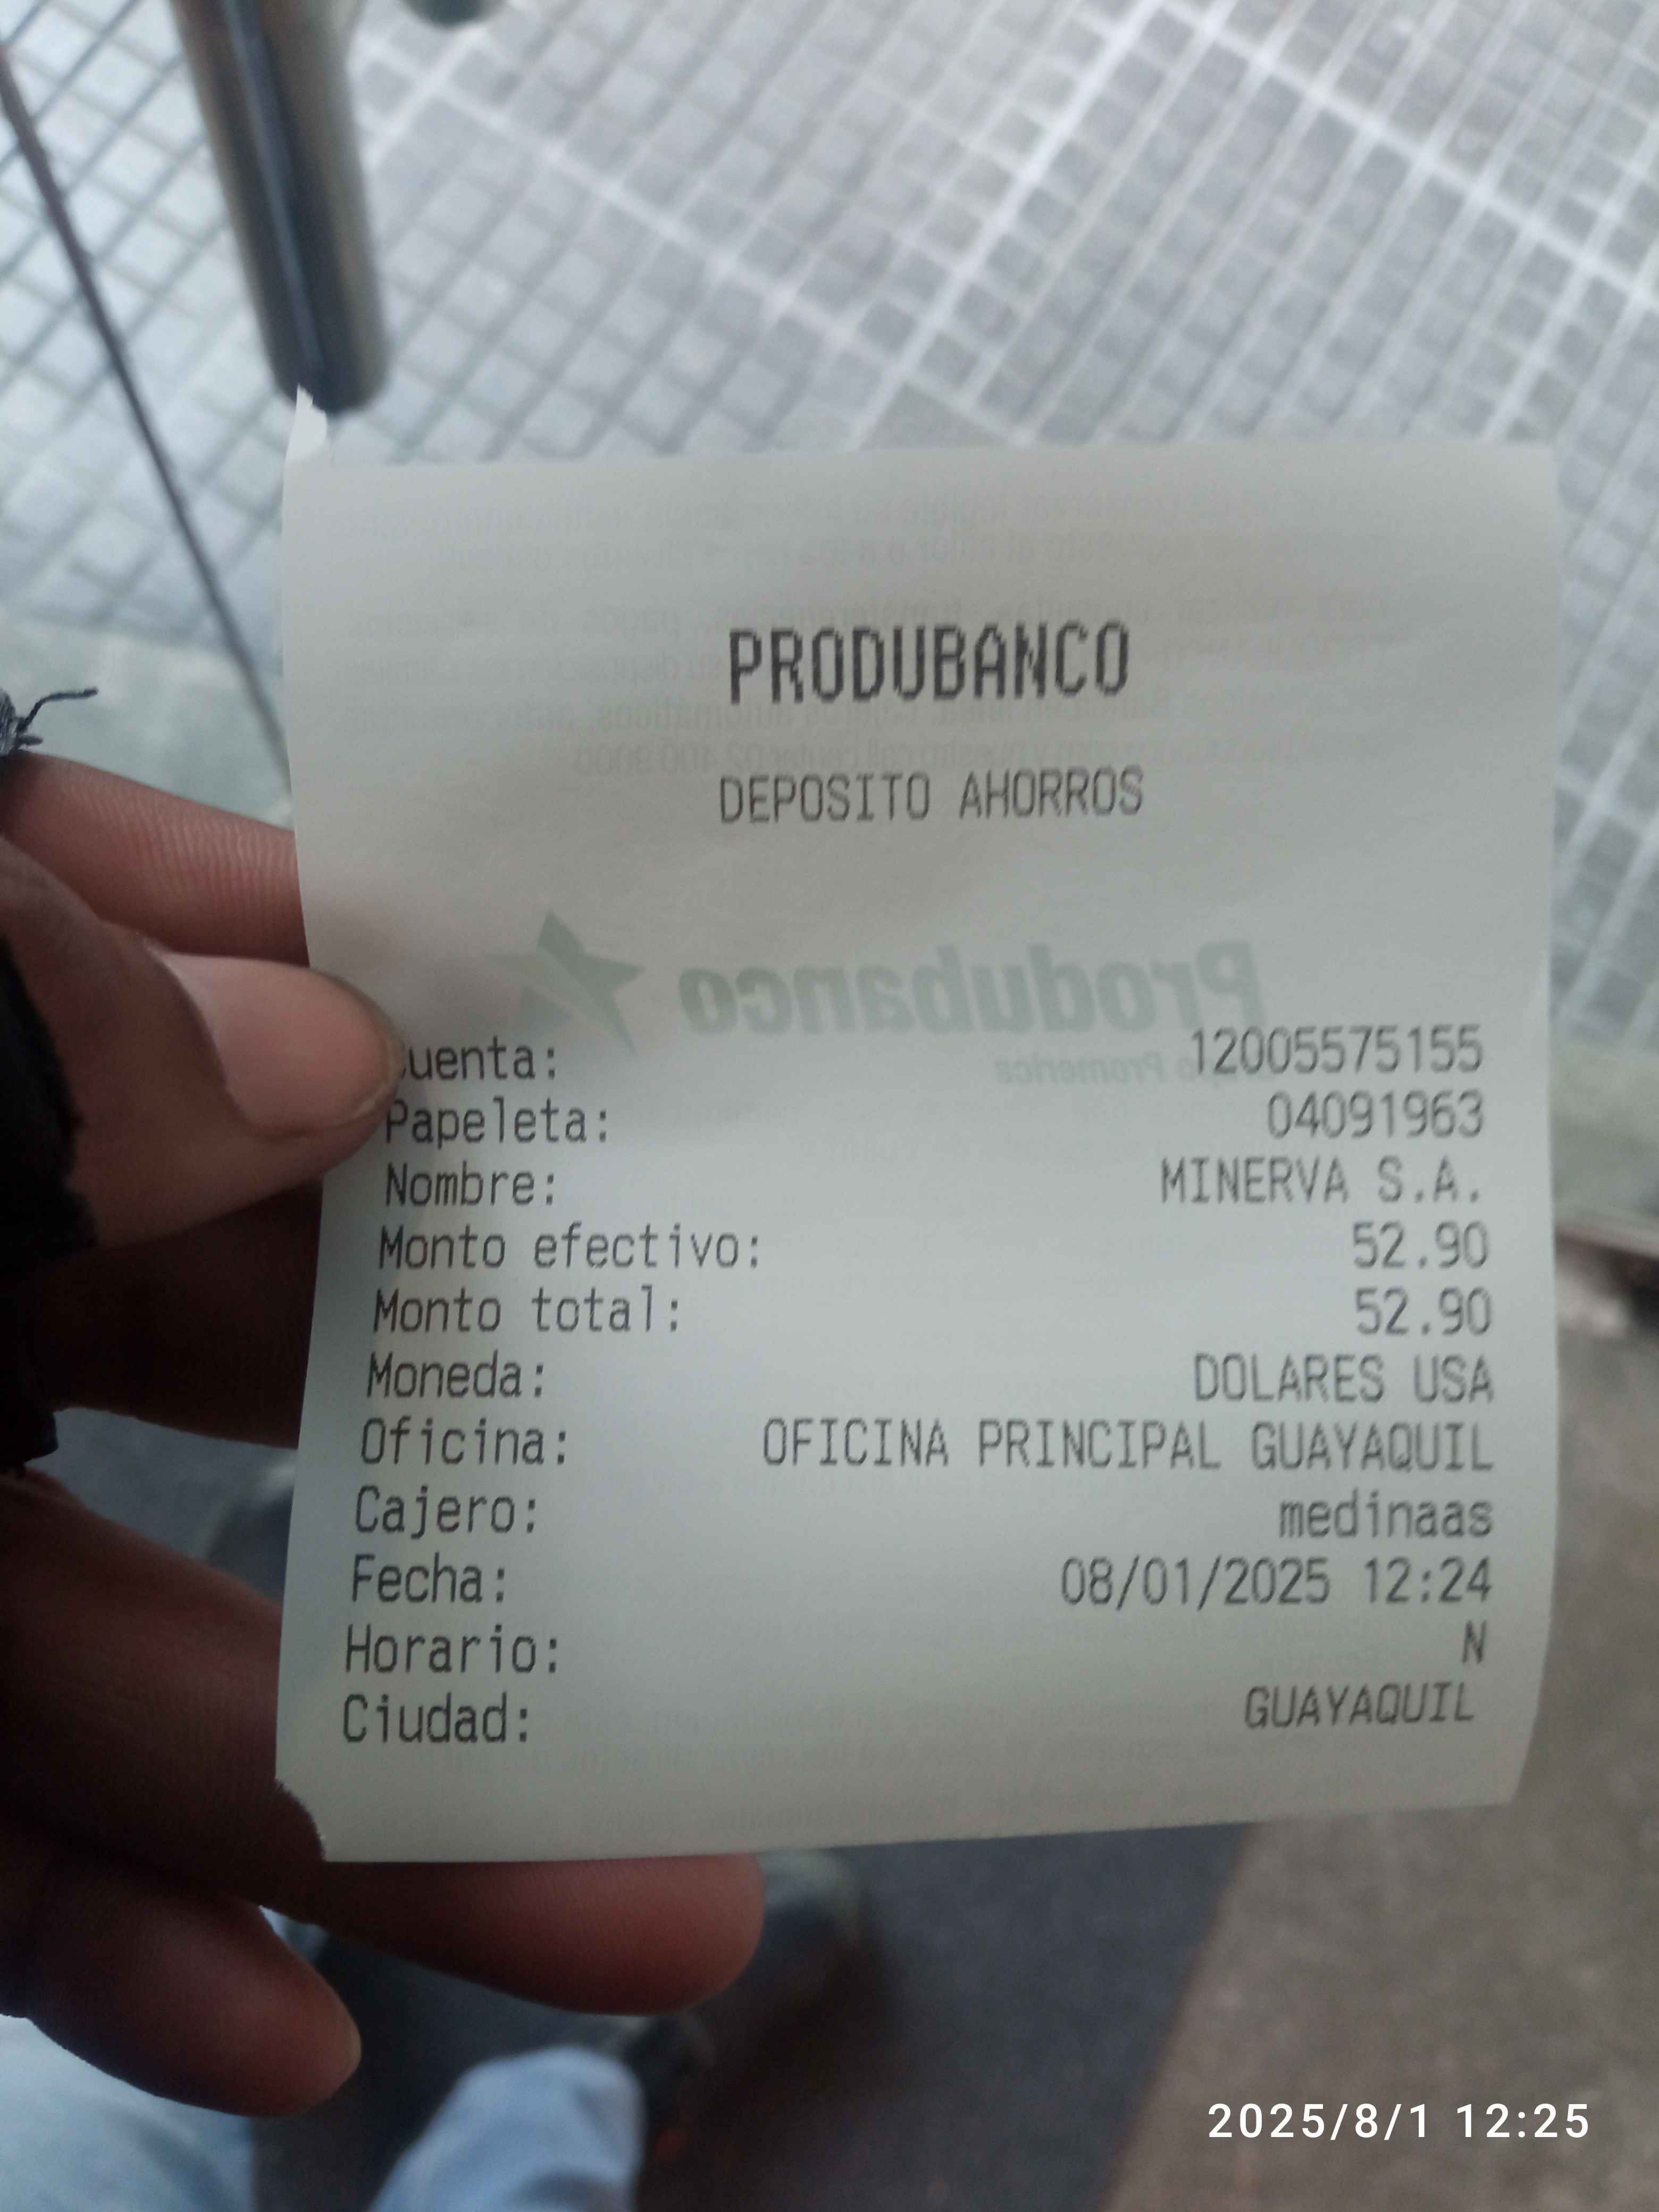 PRODUBANCO
DEPOSITO AHORROS
Produbanco
Grupo Promerica
uenta: 12005575155
Papeleta: 04091963
Nombre: MINERVA S.A.
Monto efectivo: 52.90
Monto total: 52.90
Moneda: DOLARES USA
Oficina: OFICINA PRINCIPAL GUAYAQUIL
Cajero: medinaas
Fecha: 08/01/2025 12:24
Horario: N
Ciudad: GUAYAQUIL
2025/8/1 12:25